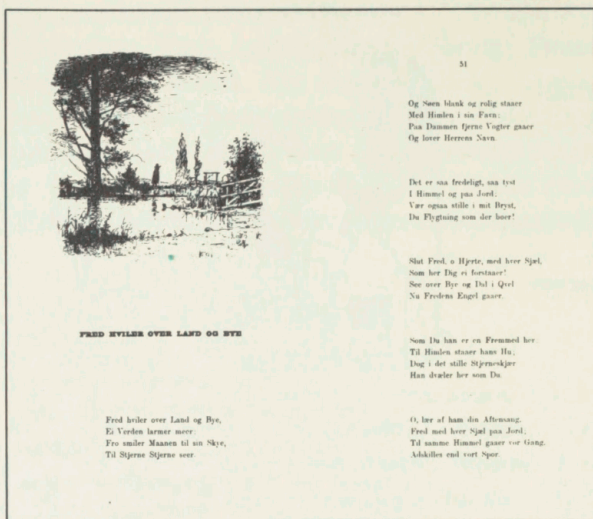 FRED HVILER OVER LAND OG BYE
Fred hviler over Land og Bye,
Ei Verden larmer meer.
Fro smiler Maanen til sin Skye,
Til Stjerne Stjerne seer.
51
Og Søen blank og rolig staaer
Med Himlen i sin Favn;
Paa Dammen fjerne Vogter gaaer
Og lover Herrens Navn.
Det er saa fredeligt, saa tyst
I Himmel og paa Jord;
Vær ogsaa stille i mit Bryst,
Du Flygtning som der boer!
Slut Fred, o Hjerte, med hver Sjæl,
Som her Dig ei forstaaer!
See over Bye og Dal i Qvel
Nu Fredens Engel gaaer.
Som Du han er en Fremmed her
Til Himlen staaer hans Hu;
Dog i det stille Stjerneskjær
Han dvæler her som Du.
O, lær af ham din Aftensang,
Fred med hver Sjæl paa Jord;
Til samme Himmel gaaer vor Gang,
Adskilles end vort Spor.